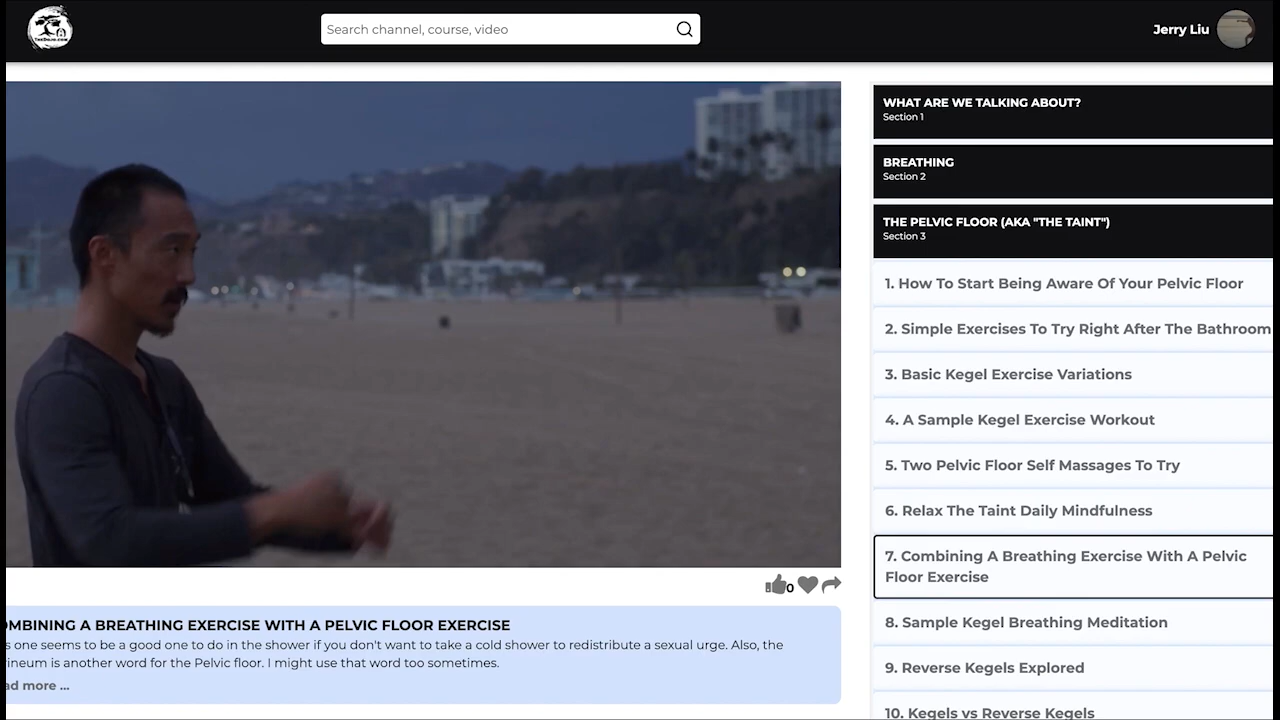 THEDOJO.COM
Search channel, course, video
Jerry Liu
WHAT ARE WE TALKING ABOUT?
Section 1
BREATHING
Section 2
THE PELVIC FLOOR (AKA "THE TAINT")
Section 3
1. How To Start Being Aware Of Your Pelvic Floor
2. Simple Exercises To Try Right After The Bathroom
3. Basic Kegel Exercise Variations
4. A Sample Kegel Exercise Workout
5. Two Pelvic Floor Self Massages To Try
6. Relax The Taint Daily Mindfulness
7. Combining A Breathing Exercise With A Pelvic
Floor Exercise
8. Sample Kegel Breathing Meditation
9. Reverse Kegels Explored
10. Kegels vs Reverse Kegels
0
OMBINING A BREATHING EXERCISE WITH A PELVIC FLOOR EXERCISE
s one seems to be a good one to do in the shower if you don't want to take a cold shower to redistribute a sexual urge. Also, the
ineum is another word for the Pelvic floor. I might use that word too sometimes.
ad more ...